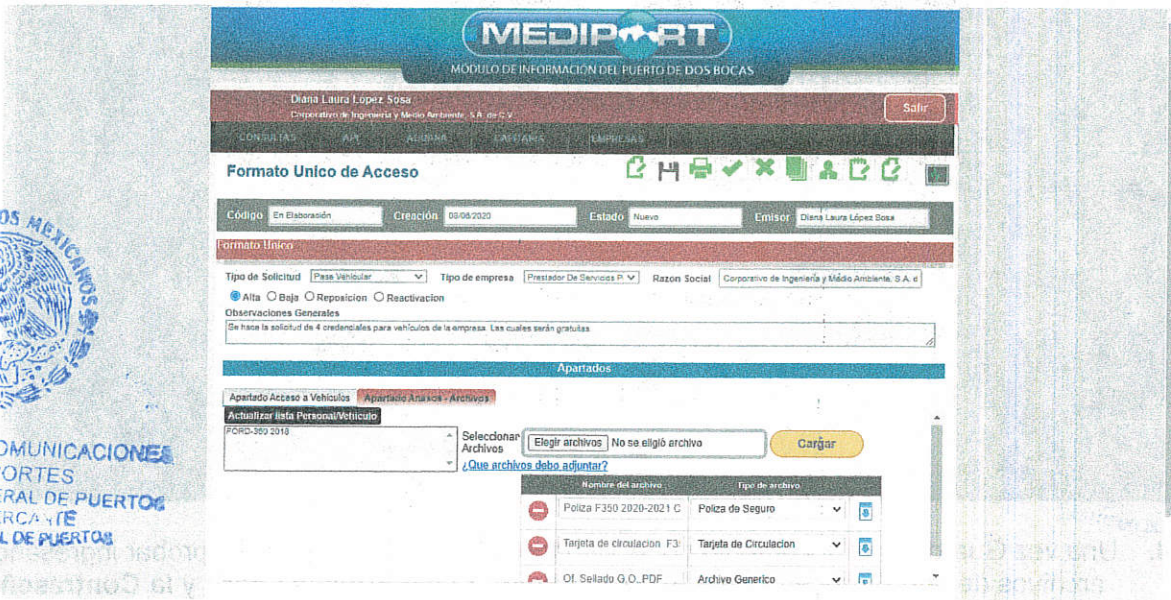 MEDIPORT
MÓDULO DE INFORMACIÓN DEL PUERTO DE DOS BOCAS
Diana Laura López Sosa
Corporativo de Ingeniería y Medio Ambiente, S.A. de C.V.
Salir
CONSULTAS API ADUANA CAPITANIA EMPRESAS
Formato Unico de Acceso
Código En Elaboración Creación 08/06/2020 Estado Nuevo Emisor Diana Laura López Sosa
Formato Unico
Tipo de Solicitud Pase Vehicular Tipo de empresa Prestador De Servicios P Razon Social Corporativo de Ingeniería y Medio Ambiente, S.A. d
Alta Baja Reposicion Reactivacion
Observaciones Generales
Se hace la solicitud de 4 credenciales para vehículos de la empresa. Las cuales serán gratuitas
Apartados
Apartado Acceso a Vehiculos Apartado Anexos - Archivos
Actualizar lista Personal/Vehiculo
FORD-350 2018
Seleccionar Archivos Elegir archivos No se eligió archivo Cargar
¿Que archivos debo adjuntar?
Nombre del archivo Tipo de archivo
Poliza F350 2020-2021 C Poliza de Seguro
Tarjeta de circulacion F3 Tarjeta de Circulacion
Of. Sellado G.O..PDF Archivo Generico
OS MEXICANOS
OMUNICACIONES
PORTES
ERAL DE PUERTOS
ERCANTE
L DE PUERTOS